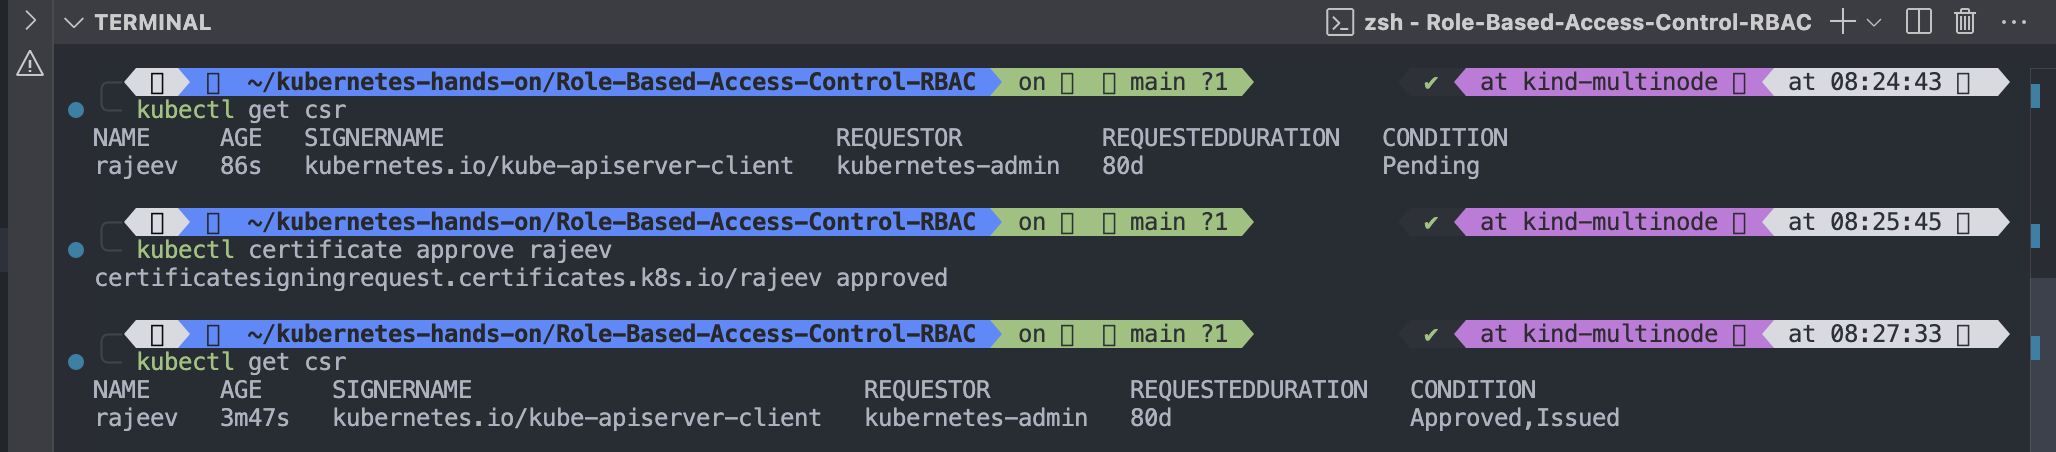 TERMINAL
zsh - Role-Based-Access-Control-RBAC
~/kubernetes-hands-on/Role-Based-Access-Control-RBAC on main ?1 ✔ at kind-multinode at 08:24:43
kubectl get csr
NAME AGE SIGNERNAME REQUESTOR REQUESTEDDURATION CONDITION
rajeev 86s kubernetes.io/kube-apiserver-client kubernetes-admin 80d Pending
~/kubernetes-hands-on/Role-Based-Access-Control-RBAC on main ?1 ✔ at kind-multinode at 08:25:45
kubectl certificate approve rajeev
certificatesigningrequest.certificates.k8s.io/rajeev approved
~/kubernetes-hands-on/Role-Based-Access-Control-RBAC on main ?1 ✔ at kind-multinode at 08:27:33
kubectl get csr
NAME AGE SIGNERNAME REQUESTOR REQUESTEDDURATION CONDITION
rajeev 3m47s kubernetes.io/kube-apiserver-client kubernetes-admin 80d Approved,Issued